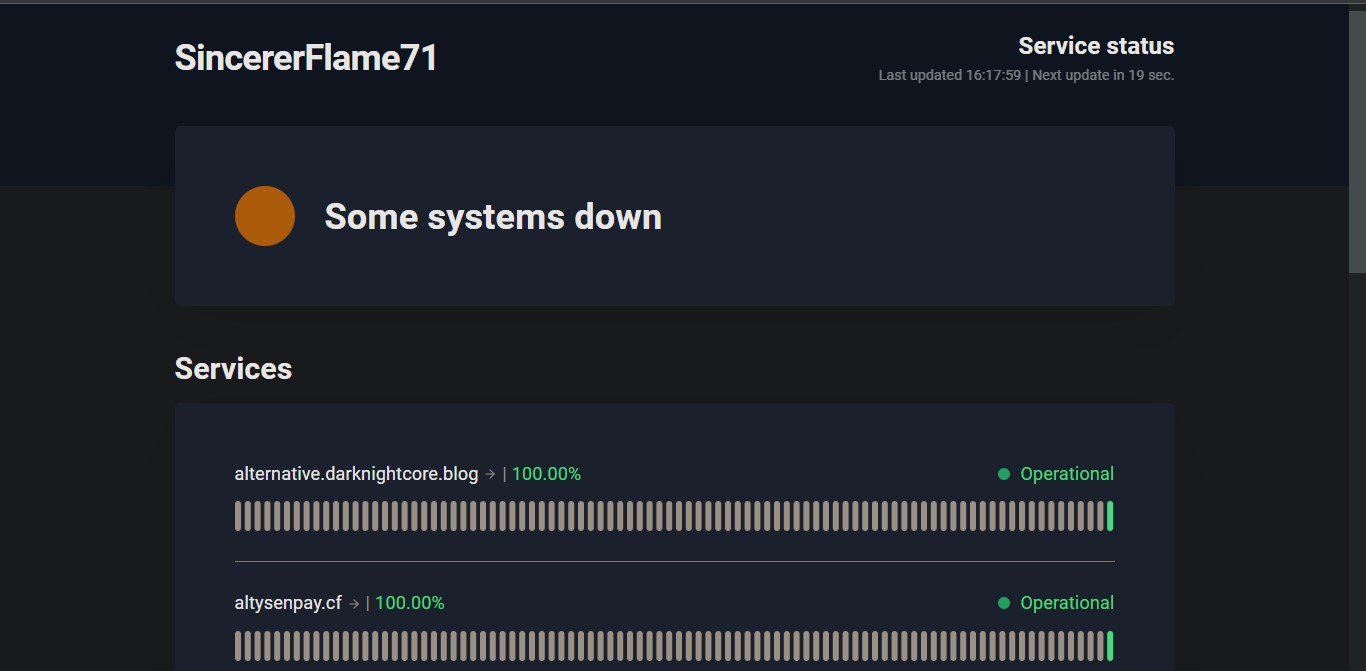 SincererFlame71
Service status
Last updated 16:17:59 | Next update in 19 sec.
Some systems down
Services
alternative.darknightcore.blog → | 100.00%
Operational
altysenpay.cf → | 100.00%
Operational